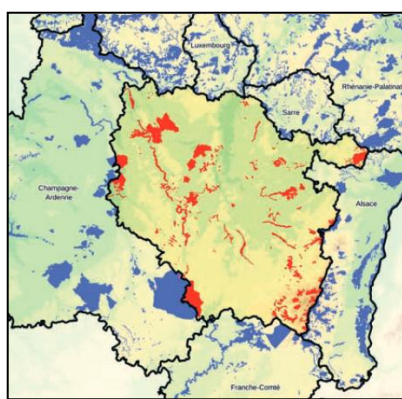 Luxembourg
Rhénanie-Palatinat
Sarre
Champagne-
Ardenne
Alsace
Franche-Comté